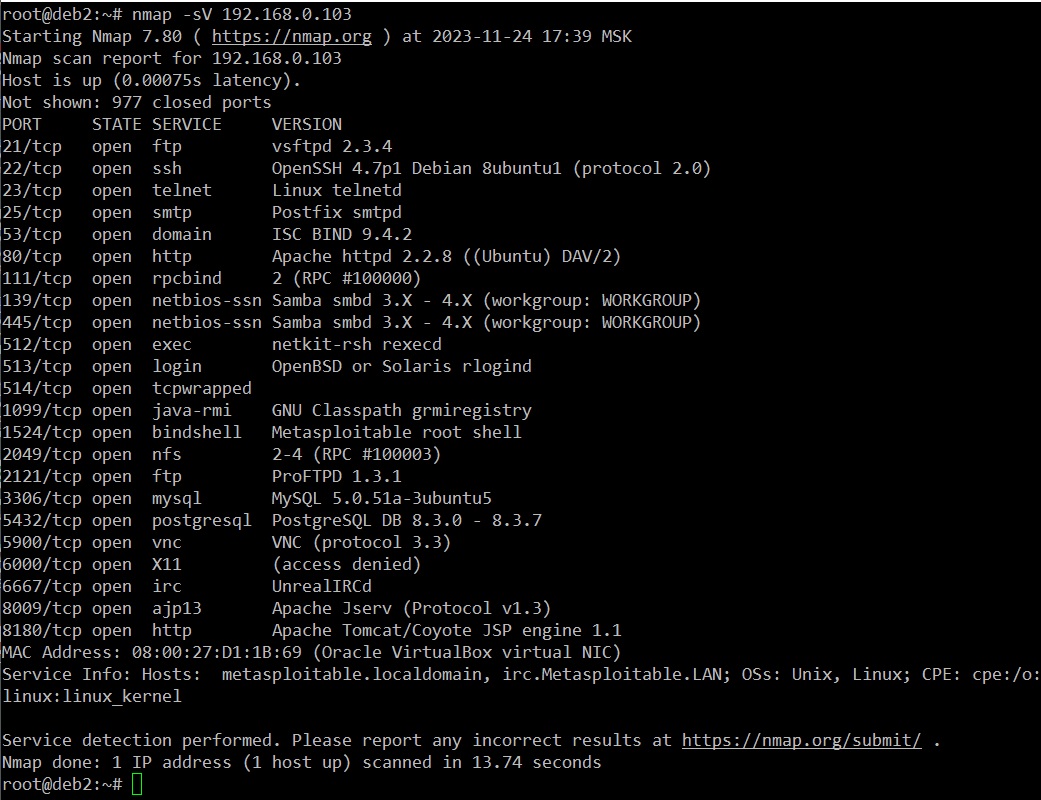 root@deb2:~# nmap -sV 192.168.0.103
Starting Nmap 7.80 ( https://nmap.org ) at 2023-11-24 17:39 MSK
Nmap scan report for 192.168.0.103
Host is up (0.00075s latency).
Not shown: 977 closed ports
PORT     STATE SERVICE     VERSION
21/tcp   open  ftp         vsftpd 2.3.4
22/tcp   open  ssh         OpenSSH 4.7p1 Debian 8ubuntu1 (protocol 2.0)
23/tcp   open  telnet      Linux telnetd
25/tcp   open  smtp        Postfix smtpd
53/tcp   open  domain      ISC BIND 9.4.2
80/tcp   open  http        Apache httpd 2.2.8 ((Ubuntu) DAV/2)
111/tcp  open  rpcbind     2 (RPC #100000)
139/tcp  open  netbios-ssn Samba smbd 3.X - 4.X (workgroup: WORKGROUP)
445/tcp  open  netbios-ssn Samba smbd 3.X - 4.X (workgroup: WORKGROUP)
512/tcp  open  exec        netkit-rsh rexecd
513/tcp  open  login       OpenBSD or Solaris rlogind
514/tcp  open  tcpwrapped
1099/tcp open  java-rmi    GNU Classpath grmiregistry
1524/tcp open  bindshell   Metasploitable root shell
2049/tcp open  nfs         2-4 (RPC #100003)
2121/tcp open  ftp         ProFTPD 1.3.1
3306/tcp open  mysql       MySQL 5.0.51a-3ubuntu5
5432/tcp open  postgresql  PostgreSQL DB 8.3.0 - 8.3.7
5900/tcp open  vnc         VNC (protocol 3.3)
6000/tcp open  X11         (access denied)
6667/tcp open  irc         UnrealIRCd
8009/tcp open  ajp13       Apache Jserv (Protocol v1.3)
8180/tcp open  http        Apache Tomcat/Coyote JSP engine 1.1
MAC Address: 08:00:27:D1:1B:69 (Oracle VirtualBox virtual NIC)
Service Info: Hosts:  metasploitable.localdomain, irc.Metasploitable.LAN; OSs: Unix, Linux; CPE: cpe:/o:
linux:linux_kernel
Service detection performed. Please report any incorrect results at https://nmap.org/submit/ .
Nmap done: 1 IP address (1 host up) scanned in 13.74 seconds
root@deb2:~#